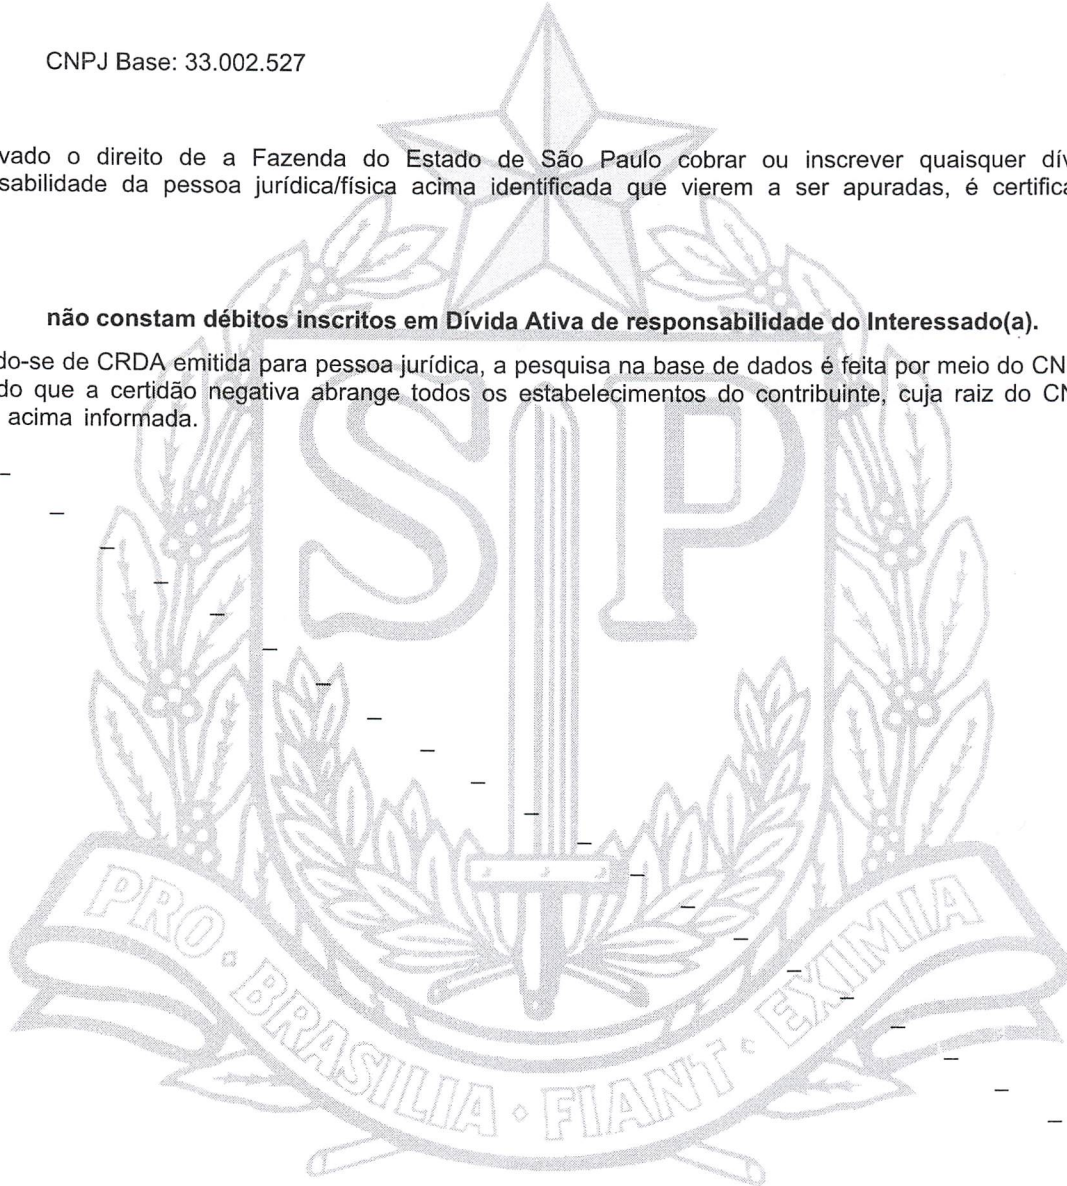 CNPJ Base: 33.002.527
vado o direito de a Fazenda do Estado de São Paulo cobrar ou inscrever quaisquer dív
sabilidade da pessoa jurídica/física acima identificada que vierem a ser apuradas, é certifica
não constam débitos inscritos em Dívida Ativa de responsabilidade do Interessado(a).
do-se de CRDA emitida para pessoa jurídica, a pesquisa na base de dados é feita por meio do CN
do que a certidão negativa abrange todos os estabelecimentos do contribuinte, cuja raiz do CN
acima informada.
SP
PRO · BRASILIA · FIANT · EXIMIA